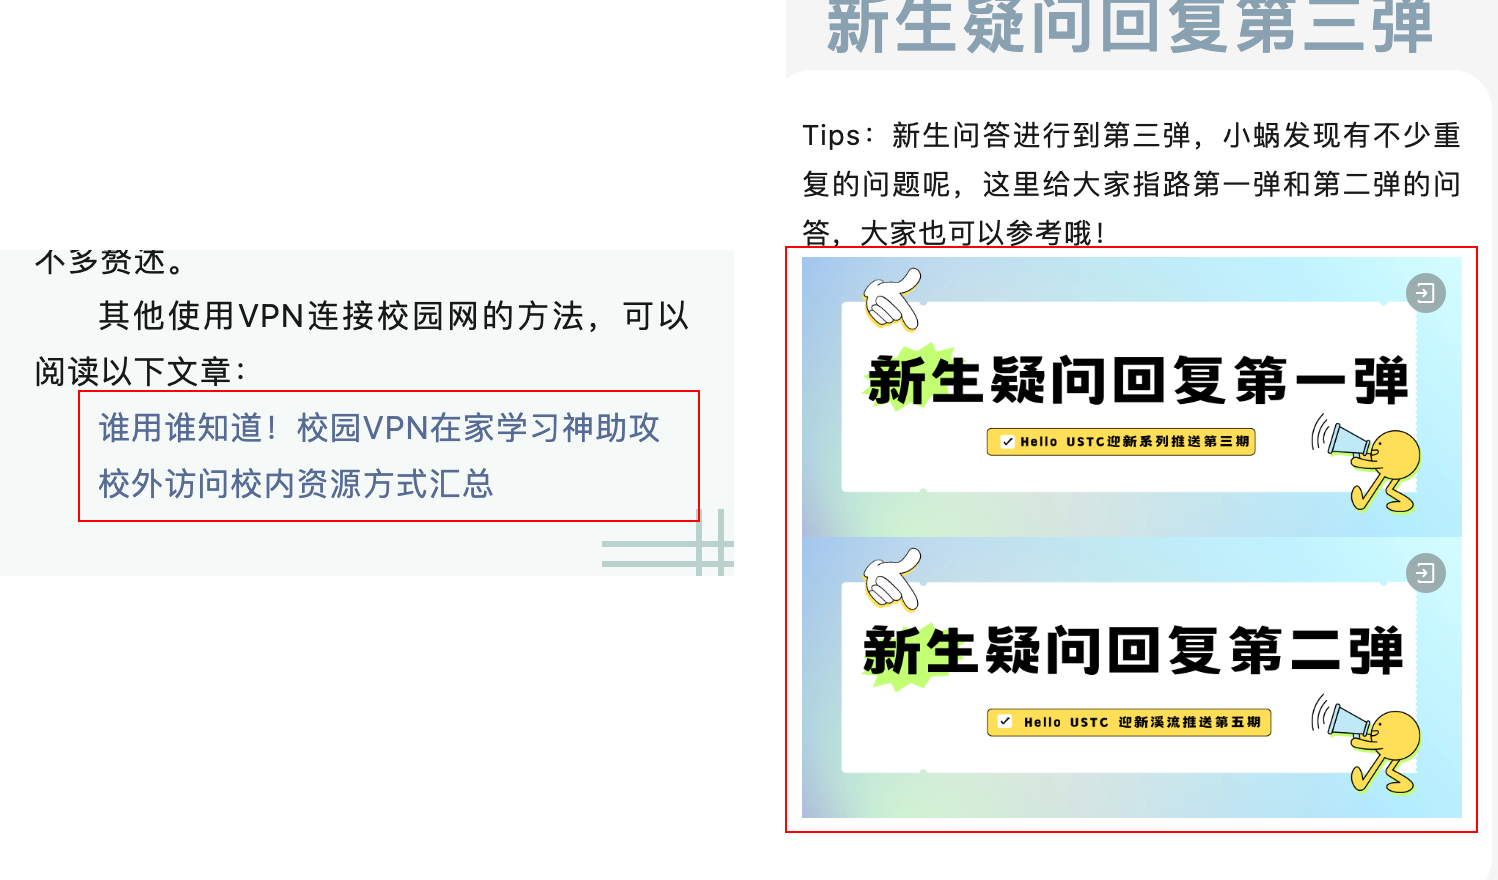 不多赘述。
其他使用VPN连接校园网的方法，可以
阅读以下文章：
谁用谁知道！校园VPN在家学习神助攻
校外访问校内资源方式汇总
新生疑问回复第三弹
Tips：新生问答进行到第三弹，小蜗发现有不少重
复的问题呢，这里给大家指路第一弹和第二弹的问
答，大家也可以参考哦！
新生疑问回复第一弹
Hello USTC迎新系列推送第三期
新生疑问回复第二弹
Hello USTC 迎新溪流推送第五期